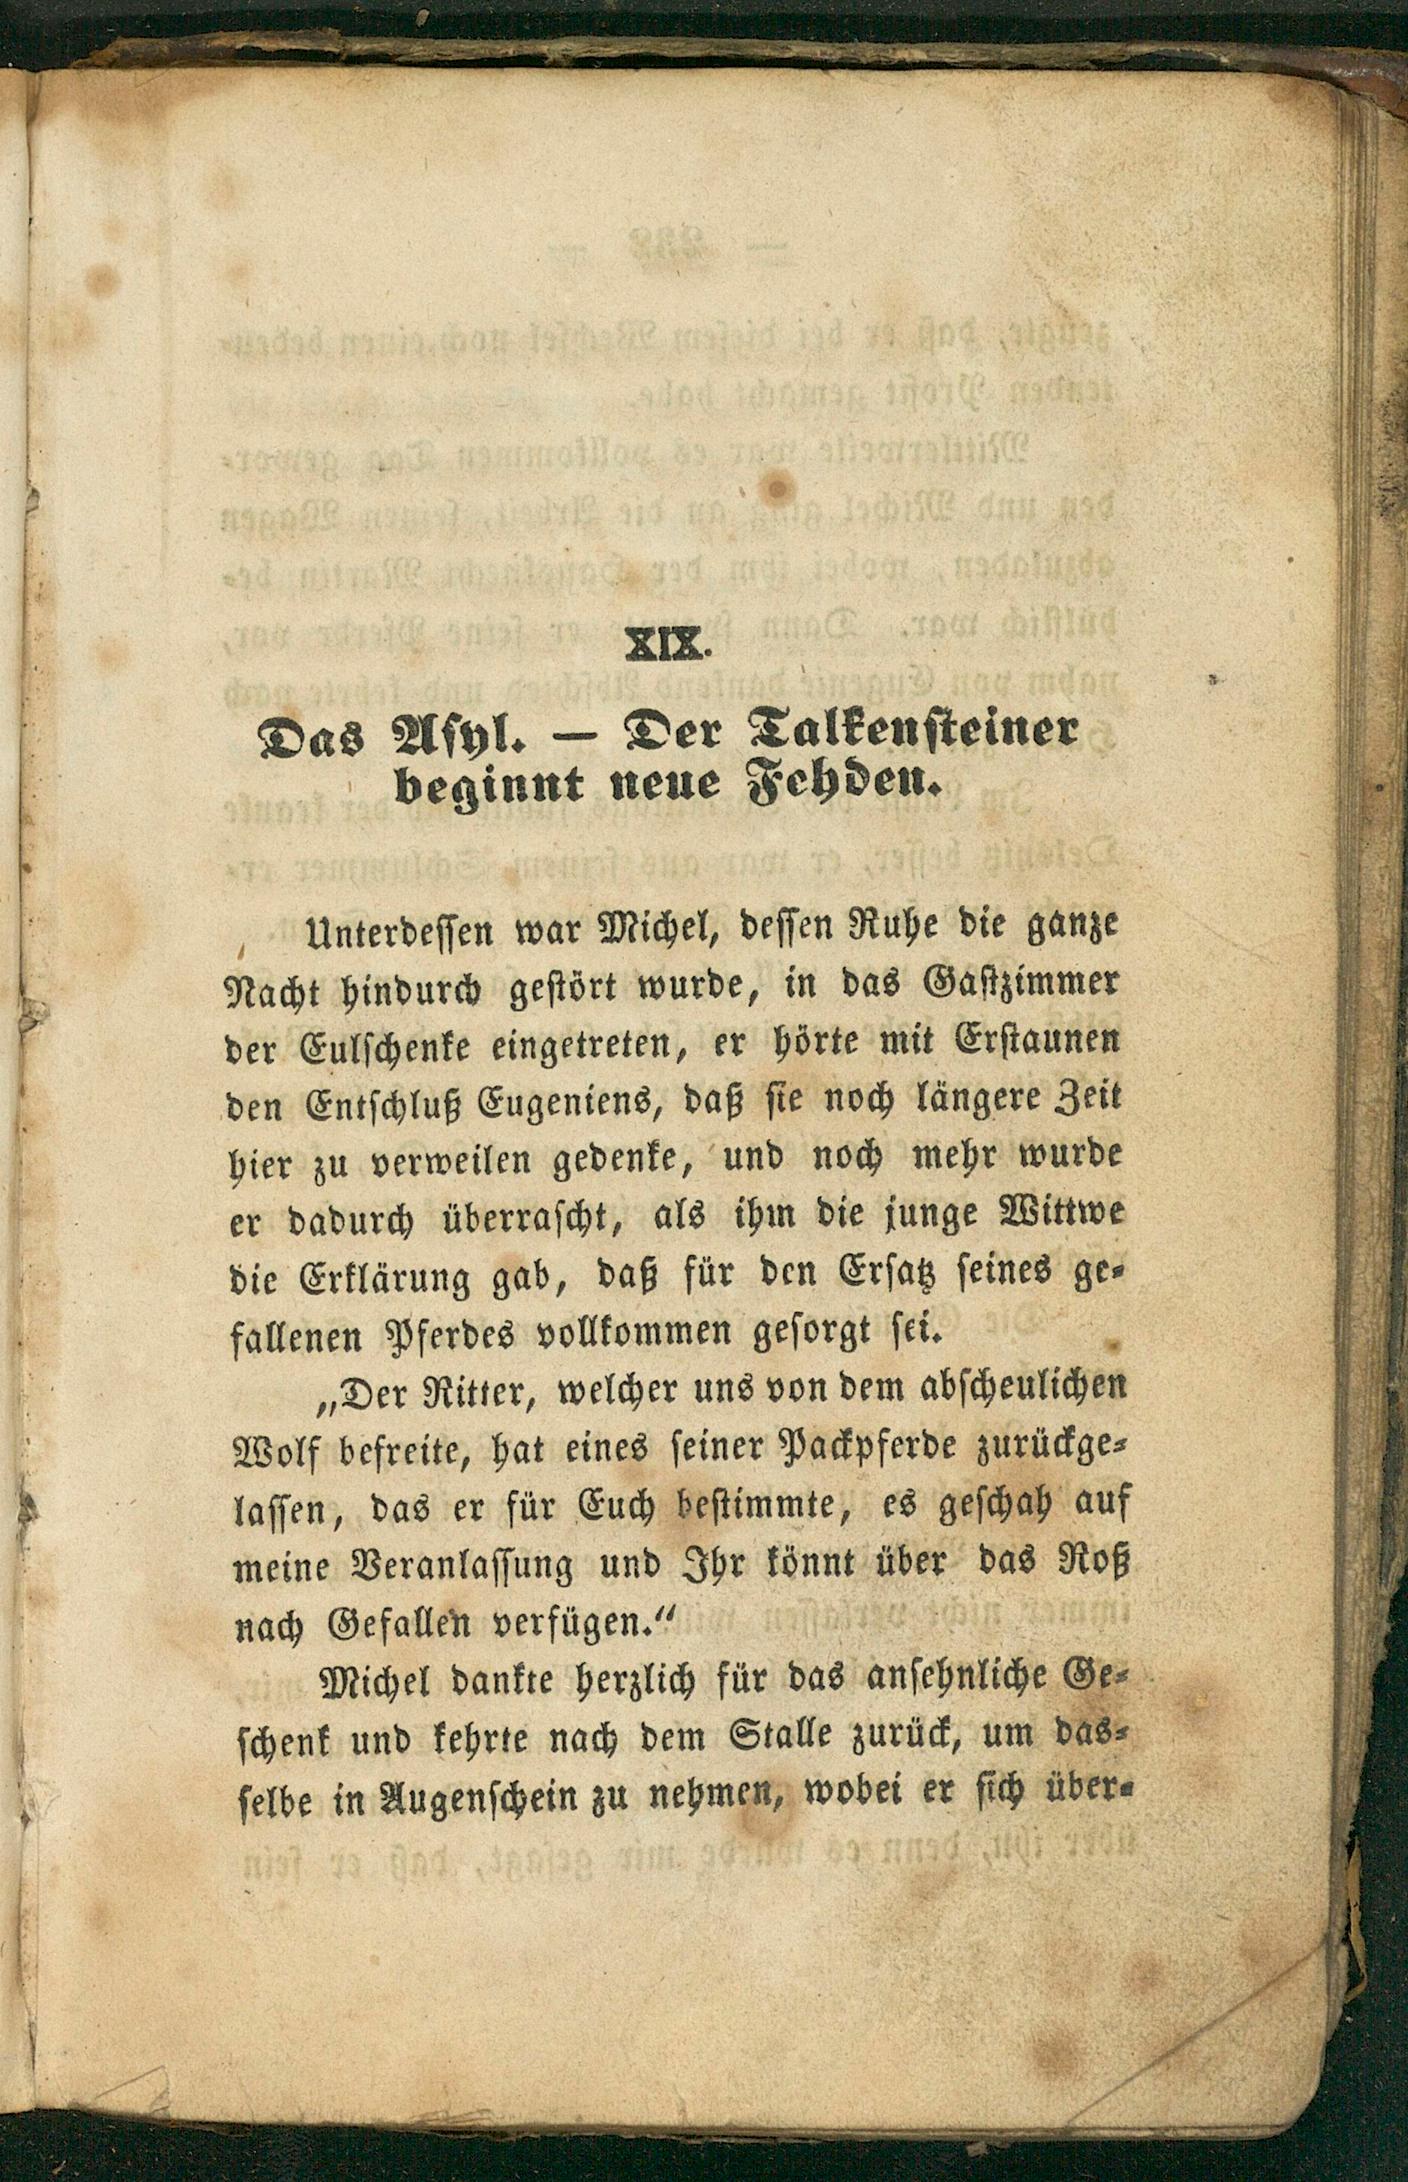 XIX.
Das Asyl. — Der Talkensteiner
beginnt neue Fehden.
Unterdessen war Michel, dessen Ruhe die ganze
Nacht hindurch gestört wurde, in das Gastzimmer
der Eulschenke eingetreten, er hörte mit Erstaunen
den Entschluß Eugeniens, daß sie noch längere Zeit
hier zu verweilen gedenke, und noch mehr wurde
er dadurch überrascht, als ihm die junge Wittwe
die Erklärung gab, daß für den Ersatz seines ge-
fallenen Pferdes vollkommen gesorgt sei.
„Der Ritter, welcher uns von dem abscheulichen
Wolf befreite, hat eines seiner Packpferde zurückge-
lassen, das er für Euch bestimmte, es geschah auf
meine Veranlassung und Ihr könnt über das Roß
nach Gefallen verfügen.“
Michel dankte herzlich für das ansehnliche Ge-
schenk und kehrte nach dem Stalle zurück, um das-
selbe in Augenschein zu nehmen, wobei er sich über-